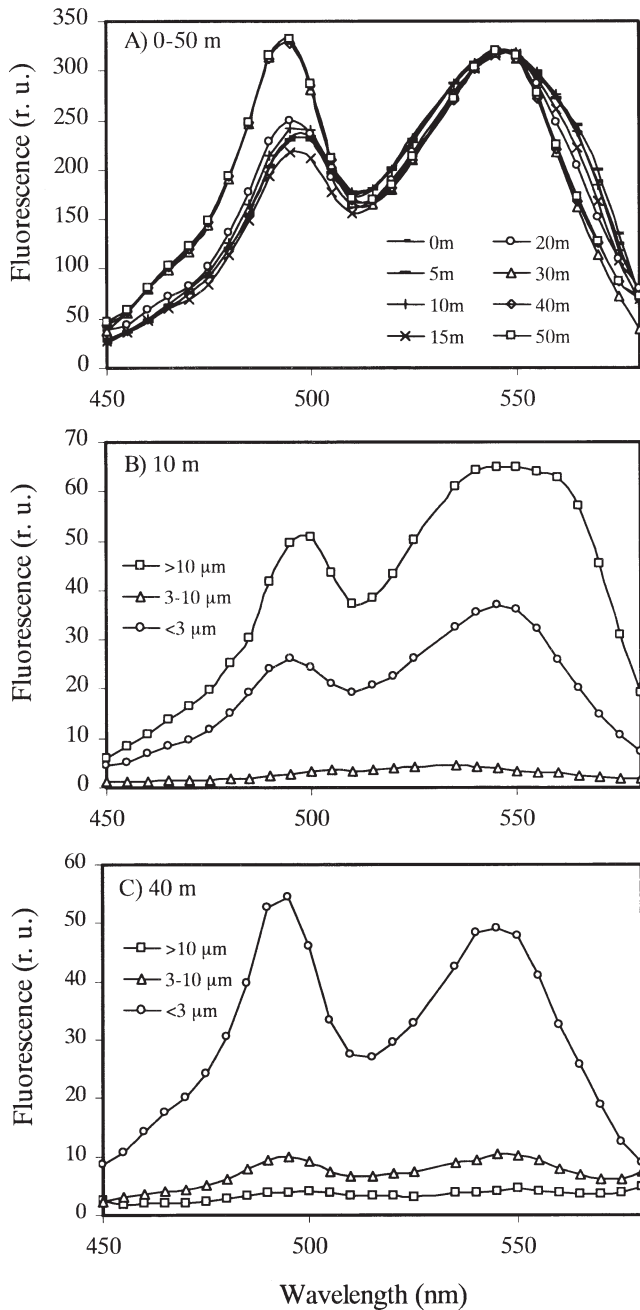 A) 0-50 m
Fluorescence (r. u.)
350
300
250
200
150
100
50
0
0m
5m
10m
15m
20m
30m
40m
50m
450
500
550
B) 10 m
Fluorescence (r. u.)
70
60
50
40
30
20
10
0
>10 µm
3-10 µm
<3 µm
450
500
550
C) 40 m
Fluorescence (r. u.)
60
50
40
30
20
10
0
>10 µm
3-10 µm
<3 µm
450
500
550
Wavelength (nm)